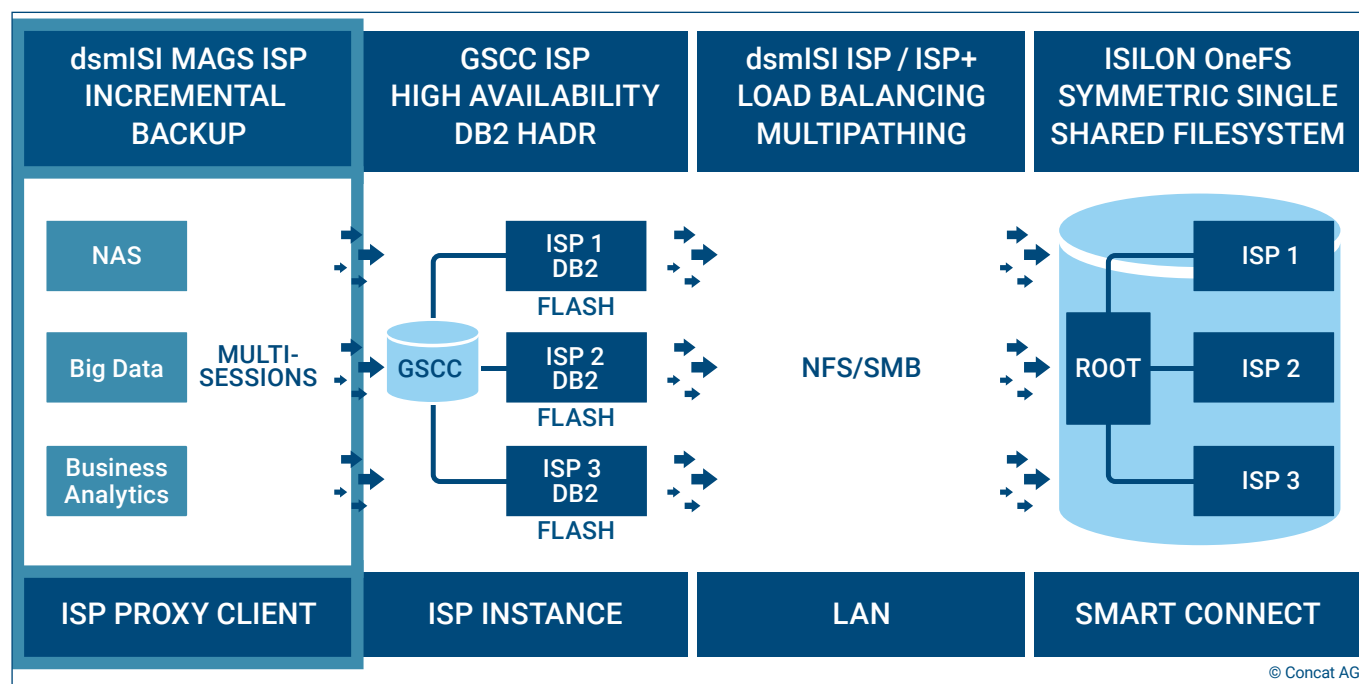 dsmISI MAGS ISP
INCREMENTAL
BACKUP
GSCC ISP
HIGH AVAILABILITY
DB2 HADR
dsmISI ISP / ISP+
LOAD BALANCING
MULTIPATHING
ISILON OneFS
SYMMETRIC SINGLE
SHARED FILESYSTEM
NAS
Big Data
Business
Analytics
MULTI-
SESSIONS
GSCC
ISP 1
DB2
FLASH
ISP 2
DB2
FLASH
ISP 3
DB2
FLASH
NFS/SMB
ROOT
ISP 1
ISP 2
ISP 3
ISP PROXY CLIENT
ISP INSTANCE
LAN
SMART CONNECT
© Concat AG